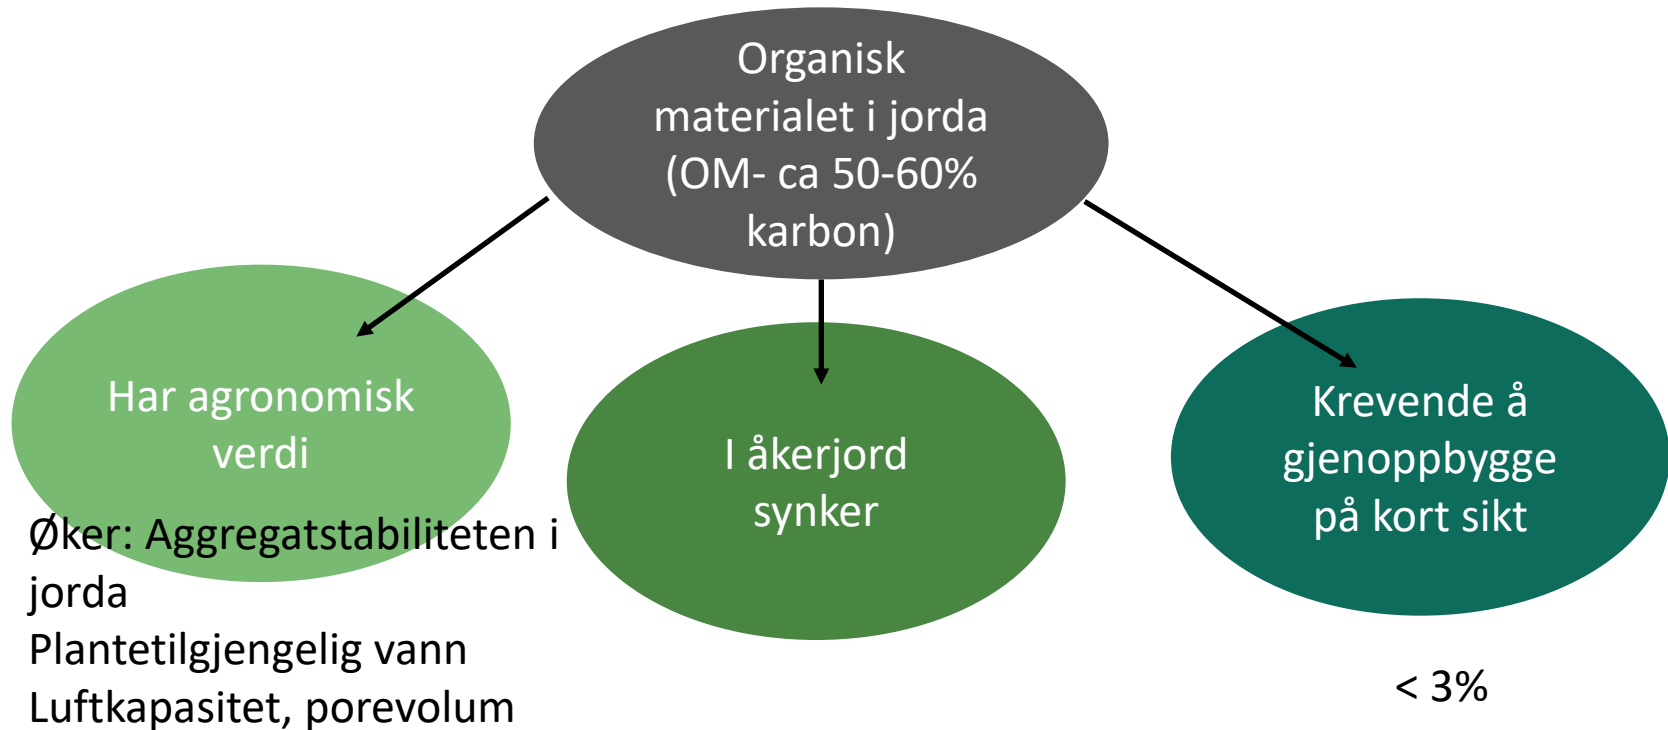 Organisk
materialet i jorda
(OM- ca 50-60%
karbon)
Har agronomisk
verdi
Øker: Aggregatstabiliteten i
jorda
Plantetilgjengelig vann
Luftkapasitet, porevolum
I åkerjord
synker
Krevende å
gjenoppbygge
på kort sikt
< 3%